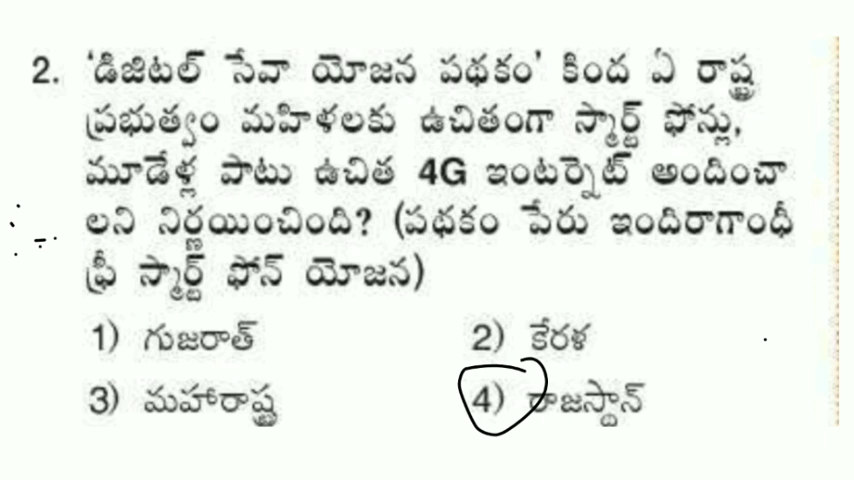 2. 'డిజిటల్ సేవా యోజన పథకం' కింద ఏ రాష్ట్ర
ప్రభుత్వం మహిళలకు ఉచితంగా స్మార్ట్ ఫోన్లు,
మూడేళ్ల పాటు ఉచిత 4G ఇంటర్నెట్ అందించా
లని నిర్ణయించింది? (పథకం పేరు ఇందిరాగాంధీ
ఫ్రీ స్మార్ట్ ఫోన్ యోజన)
1) గుజరాత్ 2) కేరళ
3) మహారాష్ట్ర 4) రాజస్థాన్